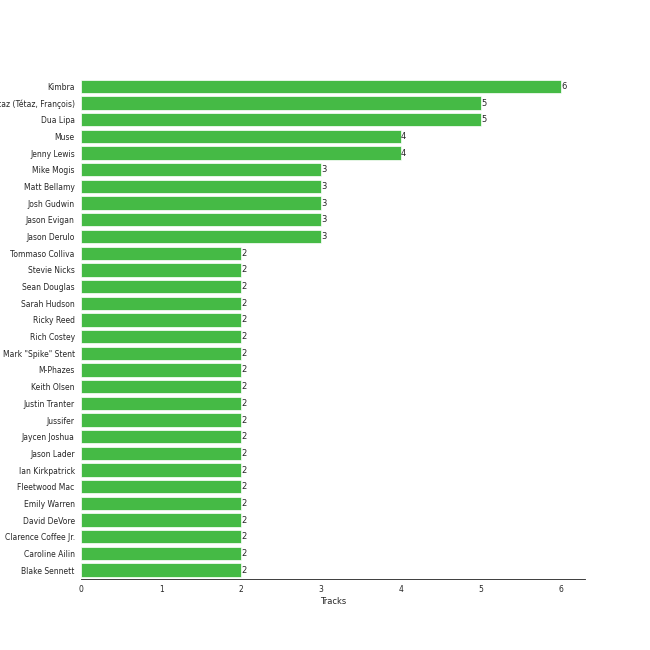 Kimbra 6
(Tétaz, François) 5
Dua Lipa 5
Muse 4
Jenny Lewis 4
Mike Mogis 3
Matt Bellamy 3
Josh Gudwin 3
Jason Evigan 3
Jason Derulo 3
Tommaso Colliva 2
Stevie Nicks 2
Sean Douglas 2
Sarah Hudson 2
Ricky Reed 2
Rich Costey 2
Mark "Spike" Stent 2
M-Phazes 2
Keith Olsen 2
Justin Tranter 2
Jussifer 2
Jaycen Joshua 2
Jason Lader 2
Ian Kirkpatrick 2
Fleetwood Mac 2
Emily Warren 2
David DeVore 2
Clarence Coffee Jr. 2
Caroline Ailin 2
Blake Sennett 2
0 1 2 3 4 5 6
Tracks